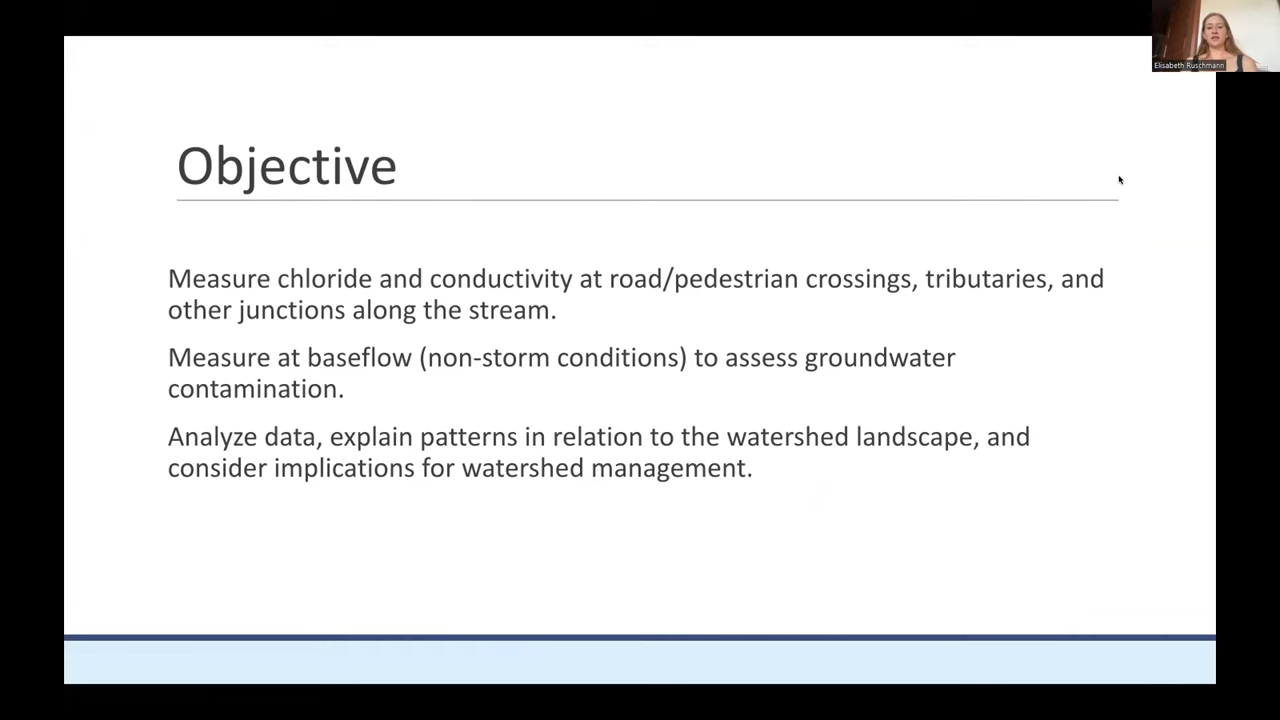 Elisabeth Ruschmann
Objective
Measure chloride and conductivity at road/pedestrian crossings, tributaries, and
other junctions along the stream.
Measure at baseflow (non-storm conditions) to assess groundwater
contamination.
Analyze data, explain patterns in relation to the watershed landscape, and
consider implications for watershed management.